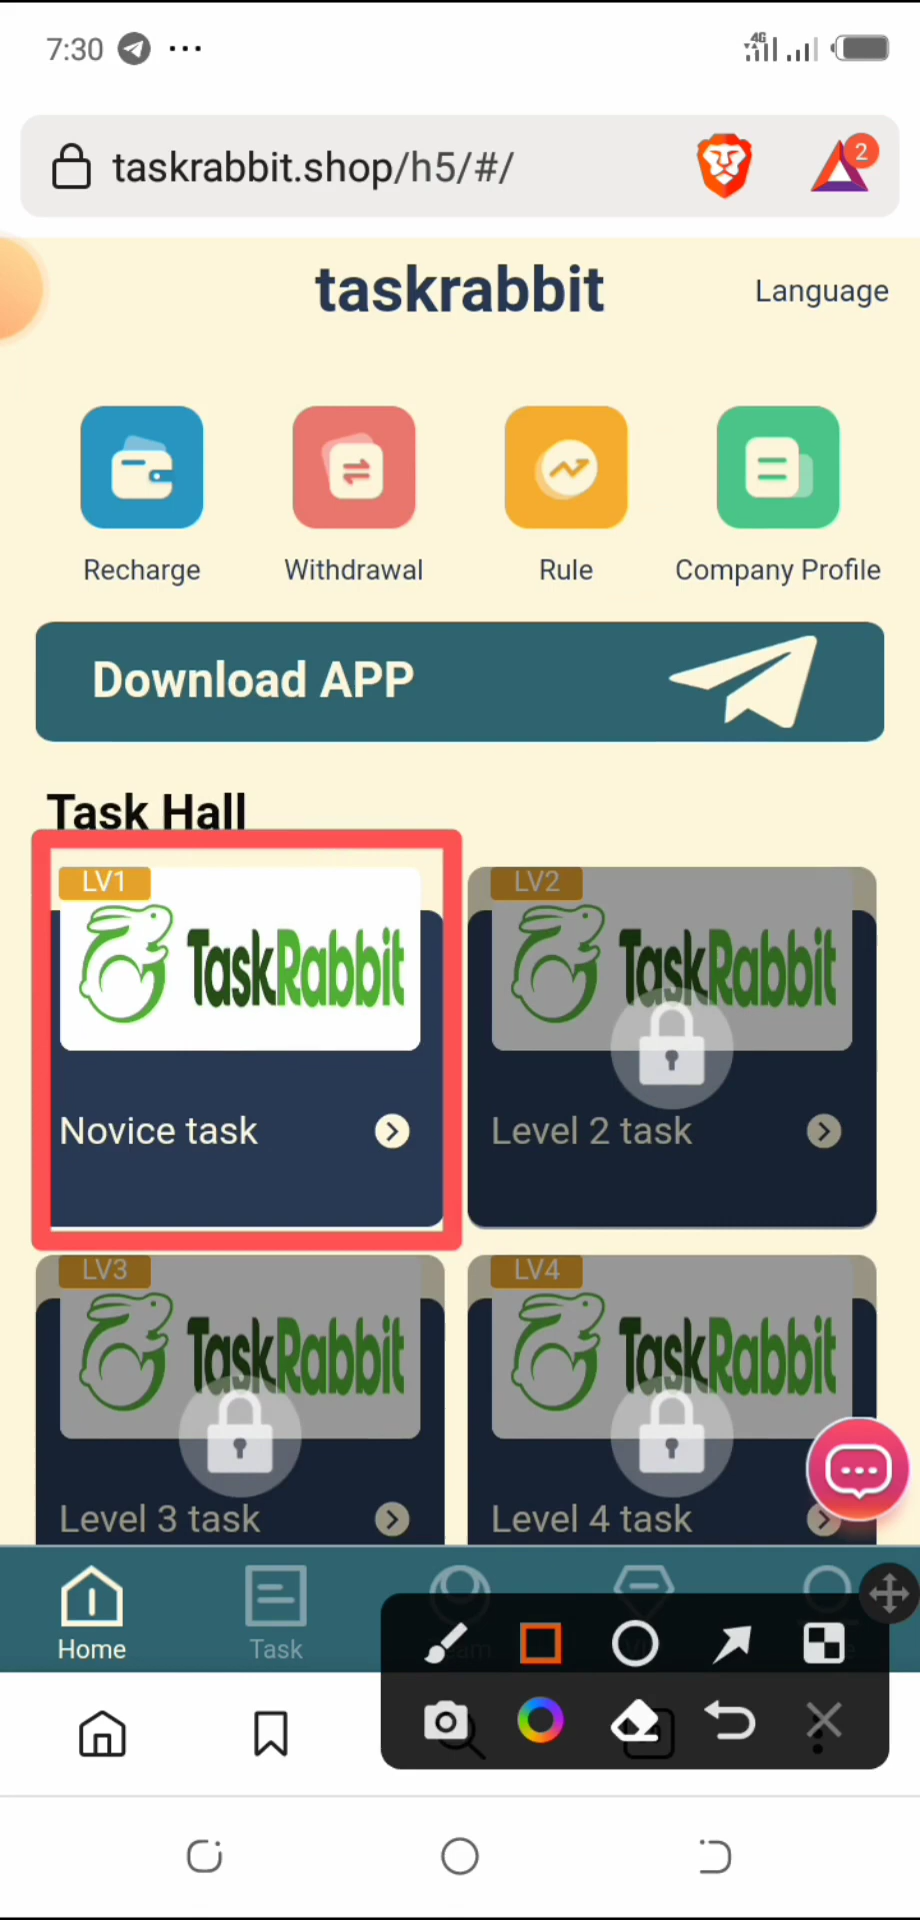 7:30
4G
taskrabbit.shop/h5/#/
2
taskrabbit
Language
Recharge
Withdrawal
Rule
Company Profile
Download APP
Task Hall
LV1
TaskRabbit
Novice task
LV2
TaskRabbit
Level 2 task
LV3
TaskRabbit
Level 3 task
LV4
TaskRabbit
Level 4 task
Home
Task